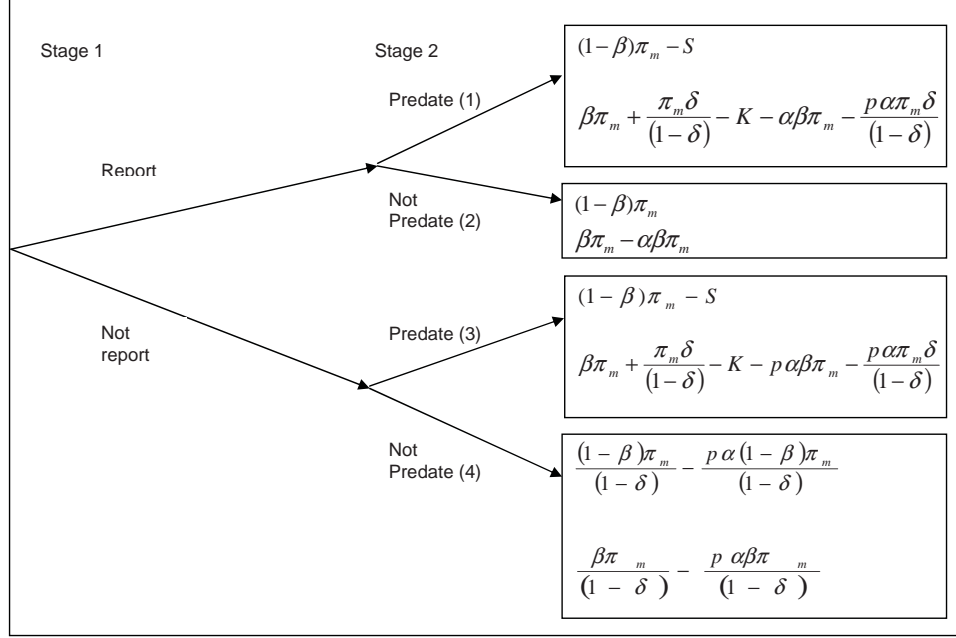 Stage 1
Stage 2
Predate (1)
(1-β)π_m - S
βπ_m + π_mδ/(1-δ) - K - αβπ_m - pαπ_mδ/(1-δ)
Report
Not
Predate (2)
(1-β)π_m
βπ_m - αβπ_m
Not
report
Predate (3)
(1-β)π_m - S
βπ_m + π_mδ/(1-δ) - K - pαβπ_m - pαπ_mδ/(1-δ)
Not
Predate (4)
(1-β)π_m/(1-δ) - pα(1-β)π_m/(1-δ)
βπ_m/(1-δ) - pαβπ_m/(1-δ)